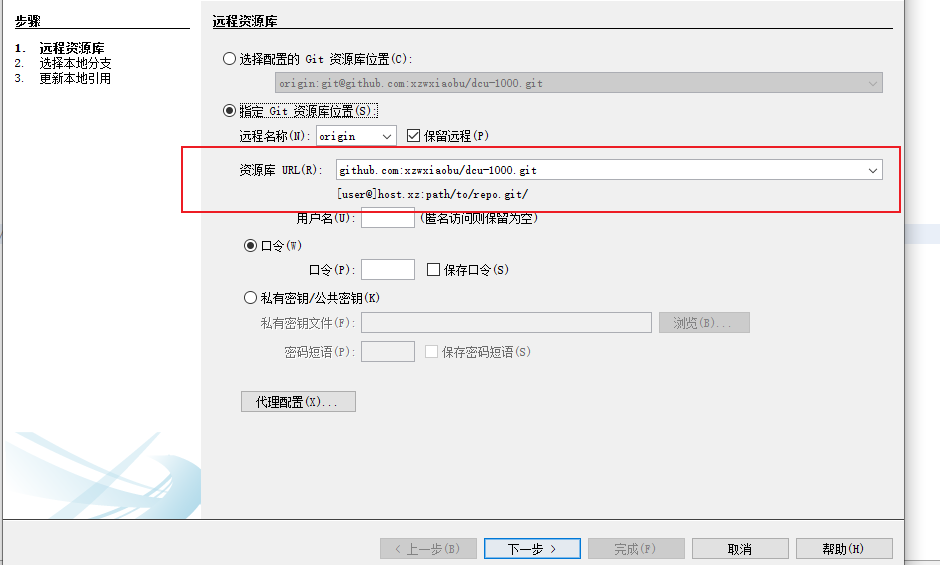 步骤
1. 远程资源库
2. 选择本地分支
3. 更新本地引用
远程资源库
选择配置的 Git 资源库位置(C):
origin:git@github.com:xzwxiaobu/dcu-1000.git
指定 Git 资源库位置(S):
远程名称(N): origin 保留远程(P)
资源库 URL(R): github.com:xzwxiaobu/dcu-1000.git
[user@]host.xz:path/to/repo.git/
用户名(U): (匿名访问则保留为空)
口令(W)
口令(P): 保存口令(S)
私有密钥/公共密钥(K)
私有密钥文件(F): 浏览(B)...
密码短语(P): 保存密码短语(S)
代理配置(X)...
< 上一步(B) 下一步 > 完成(F) 取消 帮助(H)